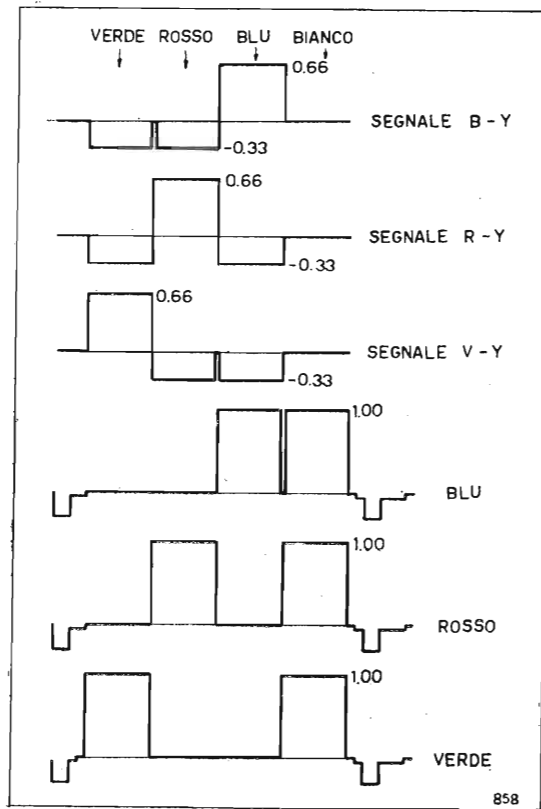 VERDE ROSSO BLU BIANCO
0.66
SEGNALE B-Y
-0.33
0.66
SEGNALE R-Y
-0.33
0.66
SEGNALE V-Y
-0.33
1.00
BLU
1.00
ROSSO
1.00
VERDE
858